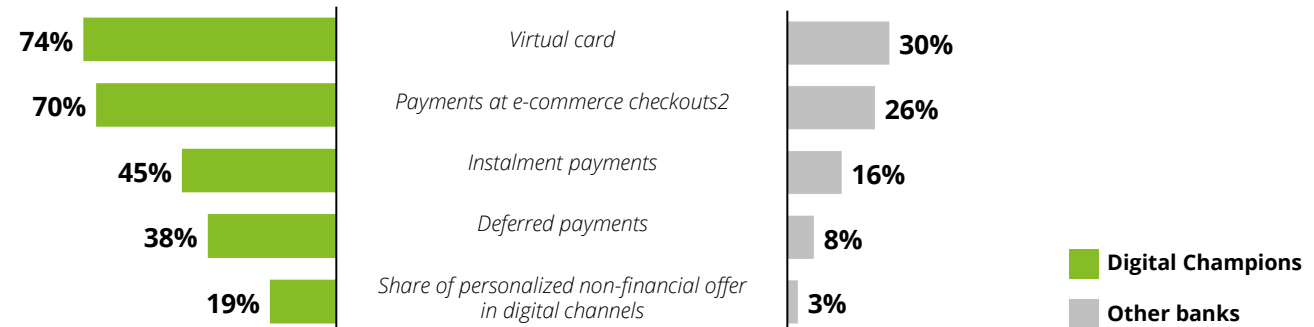 74%
Virtual card
30%
70%
Payments at e-commerce checkouts2
26%
45%
Instalment payments
16%
38%
Deferred payments
8%
19%
Share of personalized non-financial offer
in digital channels
3%
Digital Champions
Other banks